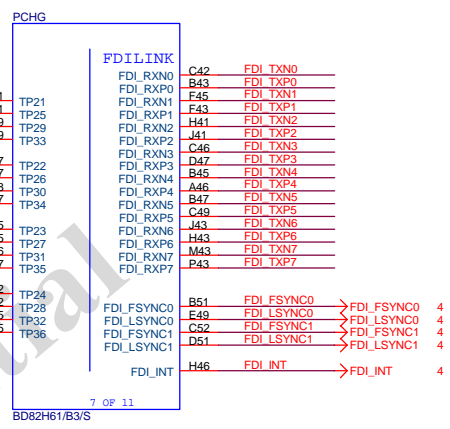 PCHG
FDILINK
FDI_RXN0 C42 FDI_TXN0
FDI_RXP0 B43 FDI_TXP0
TP21 FDI_RXN1 F45 FDI_TXN1
TP25 FDI_RXP1 F43 FDI_TXP1
TP29 FDI_RXN2 H41 FDI_TXN2
TP33 FDI_RXP2 J41 FDI_TXP2
FDI_RXN3 C46 FDI_TXN3
TP22 FDI_RXP3 D47 FDI_TXP3
TP26 FDI_RXN4 B45 FDI_TXN4
TP30 FDI_RXP4 A46 FDI_TXP4
TP34 FDI_RXN5 B47 FDI_TXN5
FDI_RXP5 C49 FDI_TXP5
TP23 FDI_RXN6 J43 FDI_TXN6
TP27 FDI_RXP6 H43 FDI_TXP6
TP31 FDI_RXN7 M43 FDI_TXN7
TP35 FDI_RXP7 P43 FDI_TXP7
TP24
TP28 FDI_FSYNC0 B51 FDI_FSYNC0 FDI_FSYNC0 4
TP32 FDI_LSYNC0 E49 FDI_LSYNC0 FDI_LSYNC0 4
TP36 FDI_FSYNC1 C52 FDI_FSYNC1 FDI_FSYNC1 4
FDI_LSYNC1 D51 FDI_LSYNC1 FDI_LSYNC1 4
FDI_INT H46 FDI_INT FDI_INT 4
7 OF 11
BD82H61/B3/S